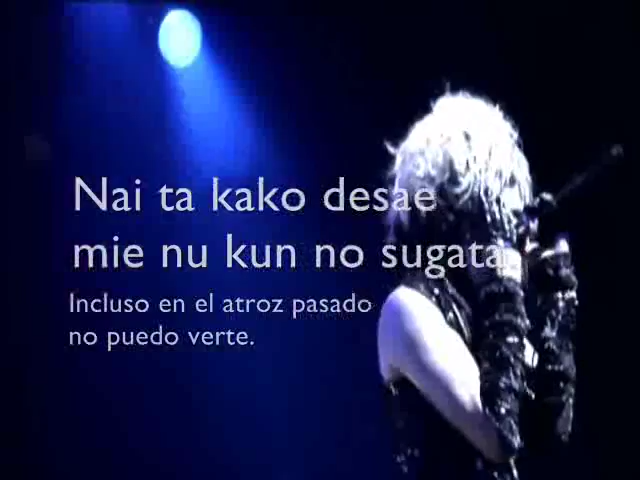 Nai ta kako desae
mie nu kun no sugata
Incluso en el atroz pasado
no puedo verte.